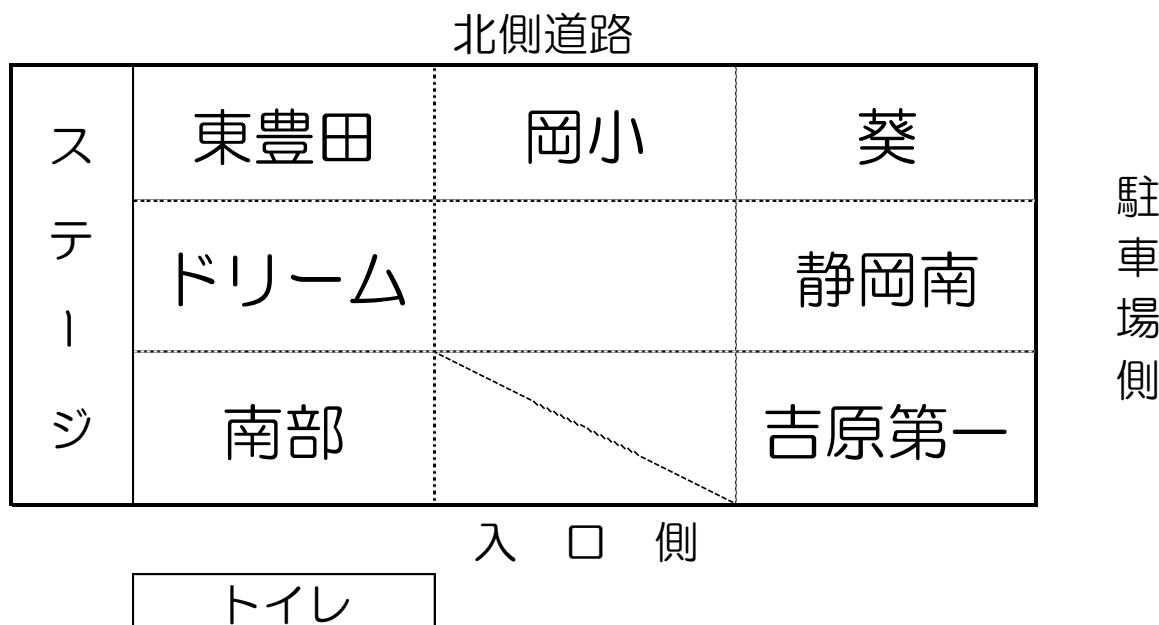 北側道路
ステージ
東豊田 岡小 葵
ドリーム 静岡南
南部 吉原第一
駐車場側
入口側
トイレ